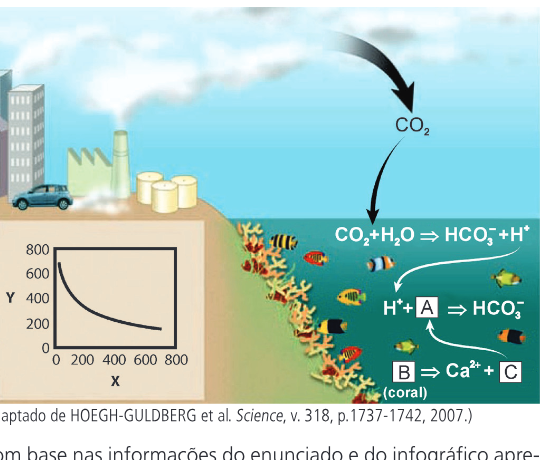 CO₂
CO₂+H₂O ⇒ HCO₃⁻+H⁺
H⁺+ A ⇒ HCO₃⁻
B ⇒ Ca²⁺ + C
(coral)
800
600
Y 400
200
0
0 200 400 600 800
X
aptado de HOEGH-GULDBERG et al. Science, v. 318, p.1737-1742, 2007.)
om base nas informações do enunciado e do infográfico apre-